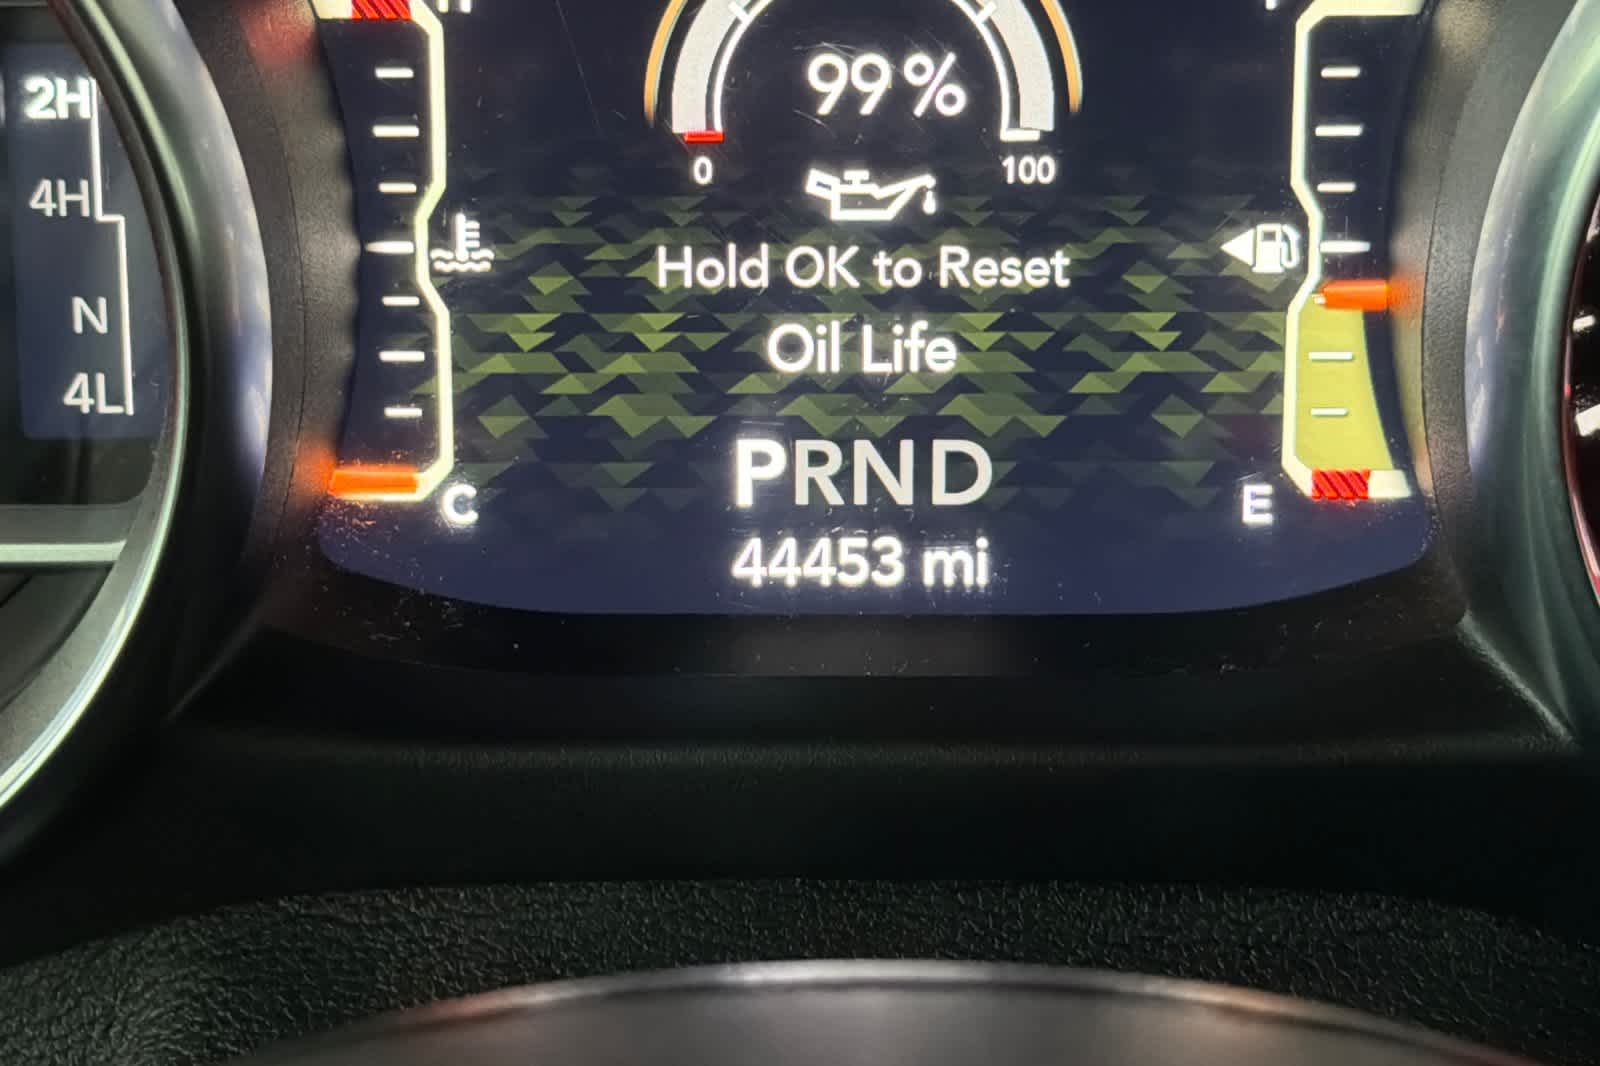 2H
4H
N
4L
99 %
0
100
Hold OK to Reset
Oil Life
PRND
44453 mi
C
E